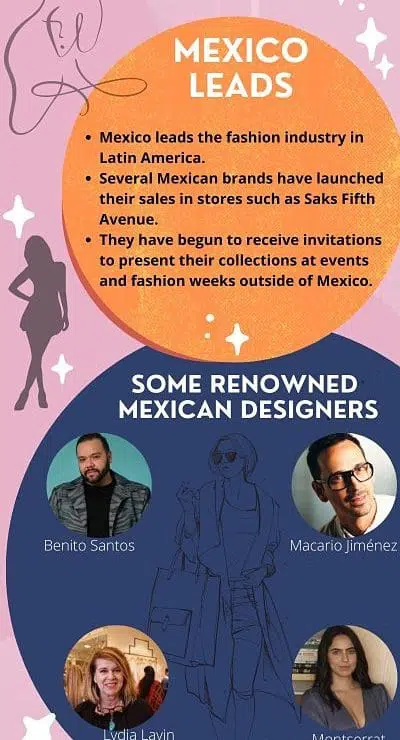 MEXICO
LEADS
• Mexico leads the fashion industry in
Latin America.
• Several Mexican brands have launched
their sales in stores such as Saks Fifth
Avenue.
• They have begun to receive invitations
to present their collections at events
and fashion weeks outside of Mexico.
SOME RENOWNED
MEXICAN DESIGNERS
Benito Santos
Macario Jiménez
Lydia Lavin
Montserrat